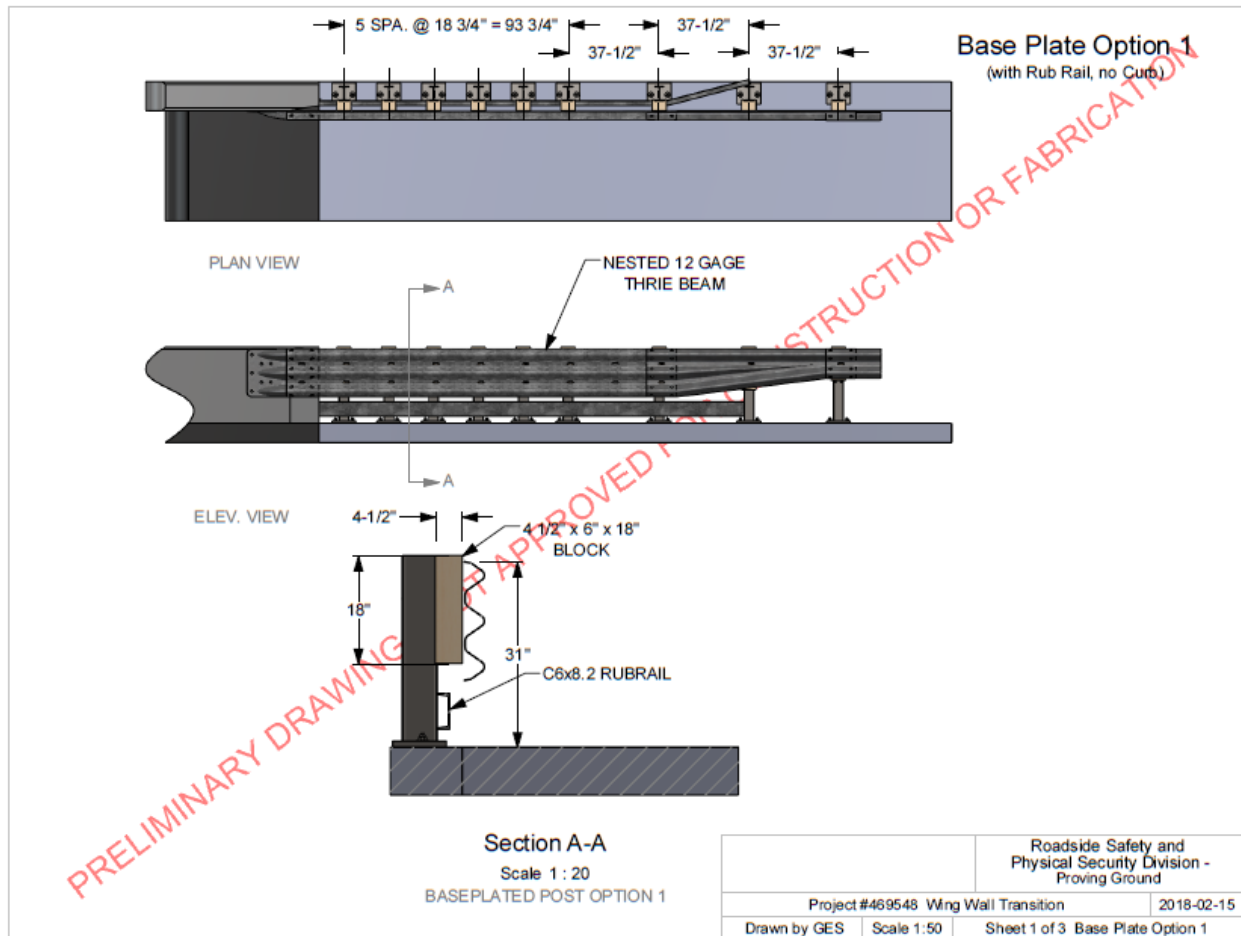 5 SPA. @ 18 3/4" = 93 3/4"
37-1/2"
37-1/2"
37-1/2"
Base Plate Option 1
(with Rub Rail, no Curb)
PLAN VIEW
NESTED 12 GAGE
THRIE BEAM
A
A
ELEV. VIEW
4-1/2"
4 1/2" x 6" x 18"
BLOCK
18"
31"
C6x8.2 RUBRAIL
PRELIMINARY DRAWING NOT APPROVED FOR CONSTRUCTION OR FABRICATION
Section A-A
Scale 1 : 20
BASEPLATED POST OPTION 1
Roadside Safety and
Physical Security Division -
Proving Ground
Project #469548 Wing Wall Transition
2018-02-15
Drawn by GES
Scale 1:50
Sheet 1 of 3 Base Plate Option 1